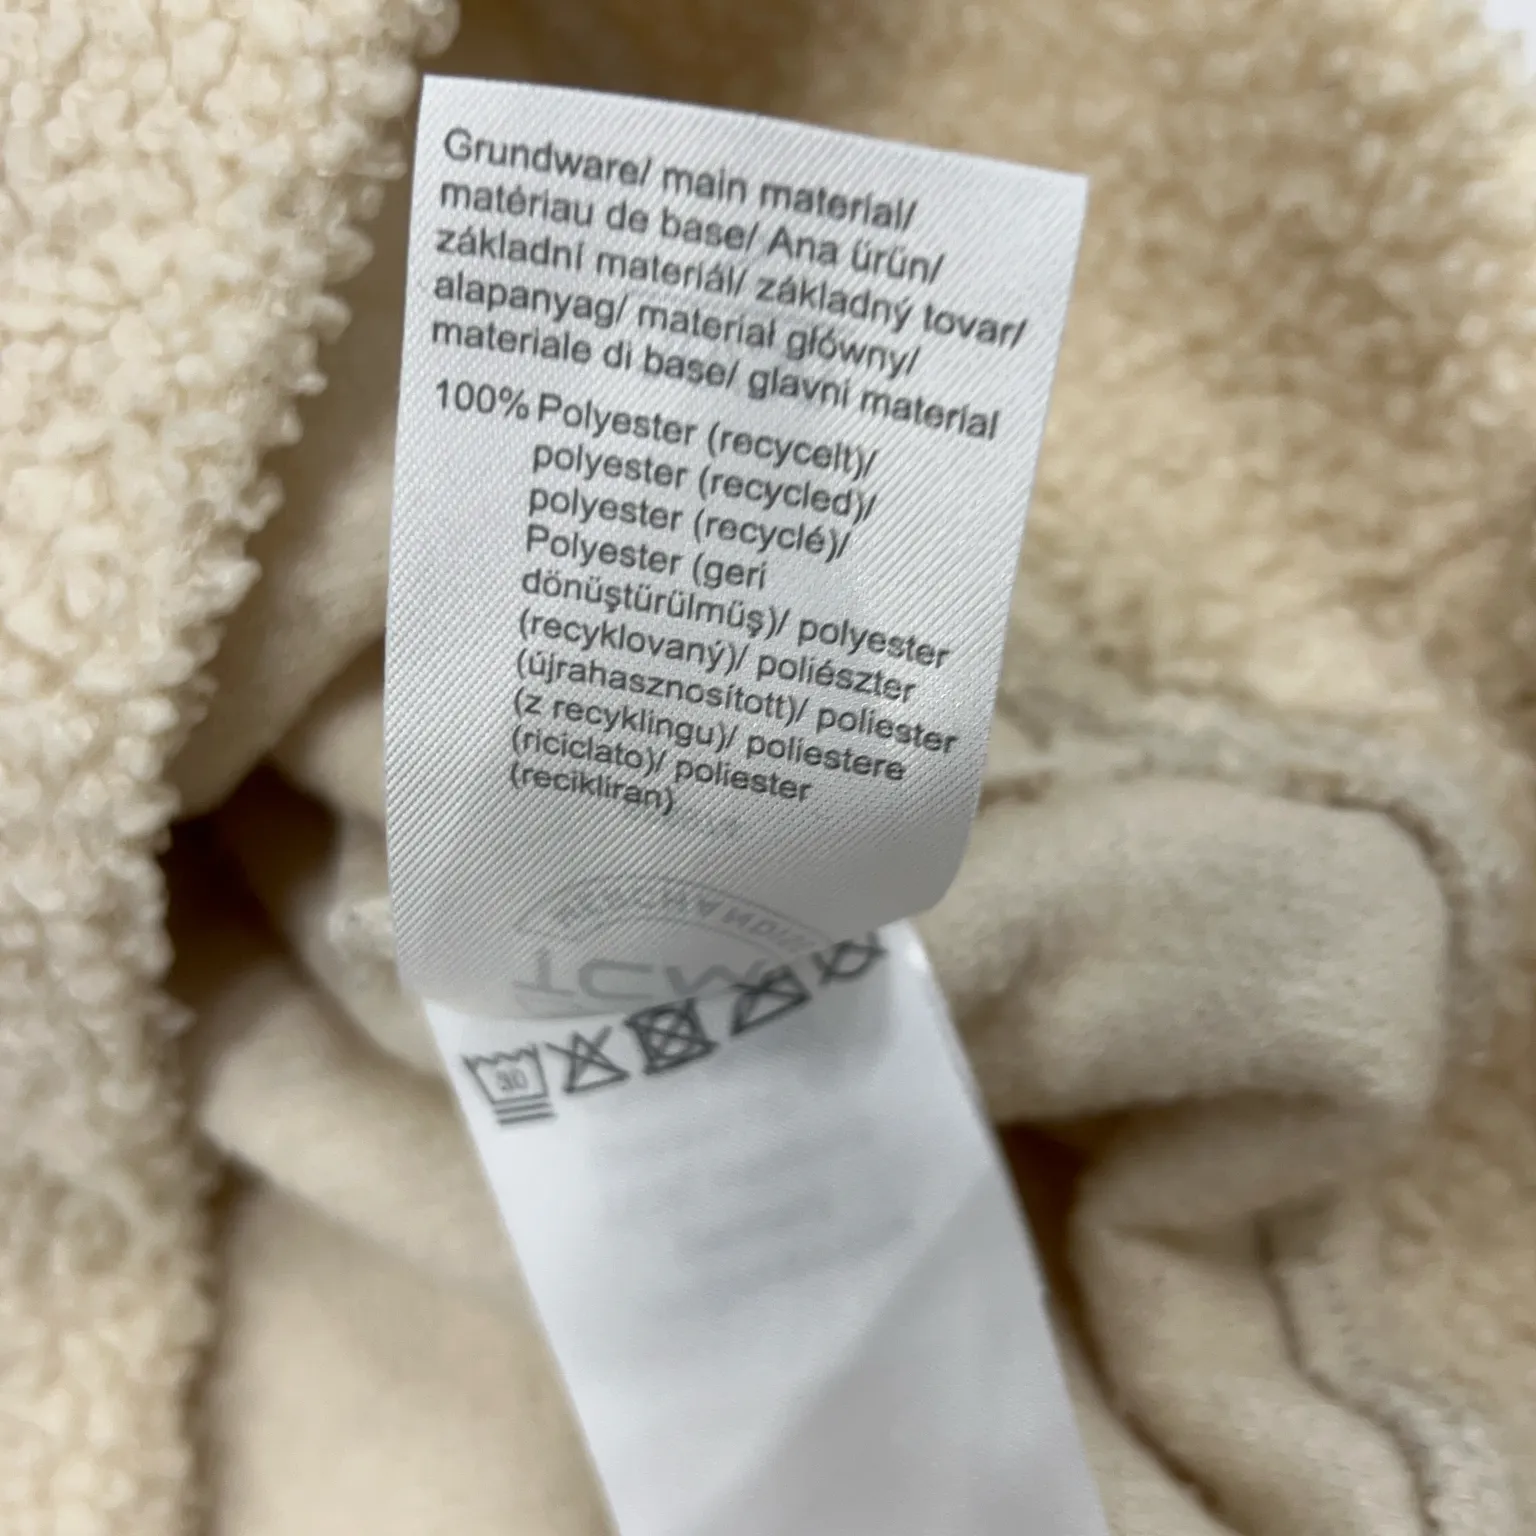 Grundware/ main material/
matériau de base/ Ana ürün/
základní materiál/ základný tovar/
alapanyag/ materiał główny/
materiale di base/ glavni material
100% Polyester (recycelt)/
polyester (recycled)/
polyester (recyclé)/
Polyester (geri
dönüştürülmüş)/ polyester
(recyklovaný)/ poliészter
(újrahasznosított)/ poliester
(z recyklingu)/ poliestere
(riciclato)/ poliester
(recikliran)
TCM
30